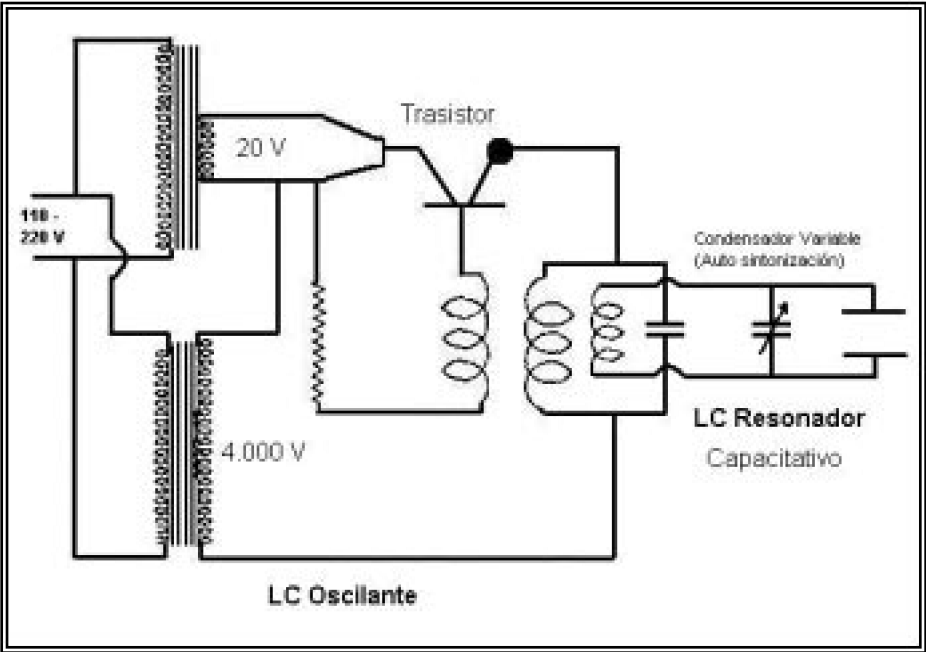 Trasistor
20 V
110 -
220 V
Condensador Variable
(Auto sintonización)
LC Resonador
Capacitativo
4.000 V
LC Oscilante